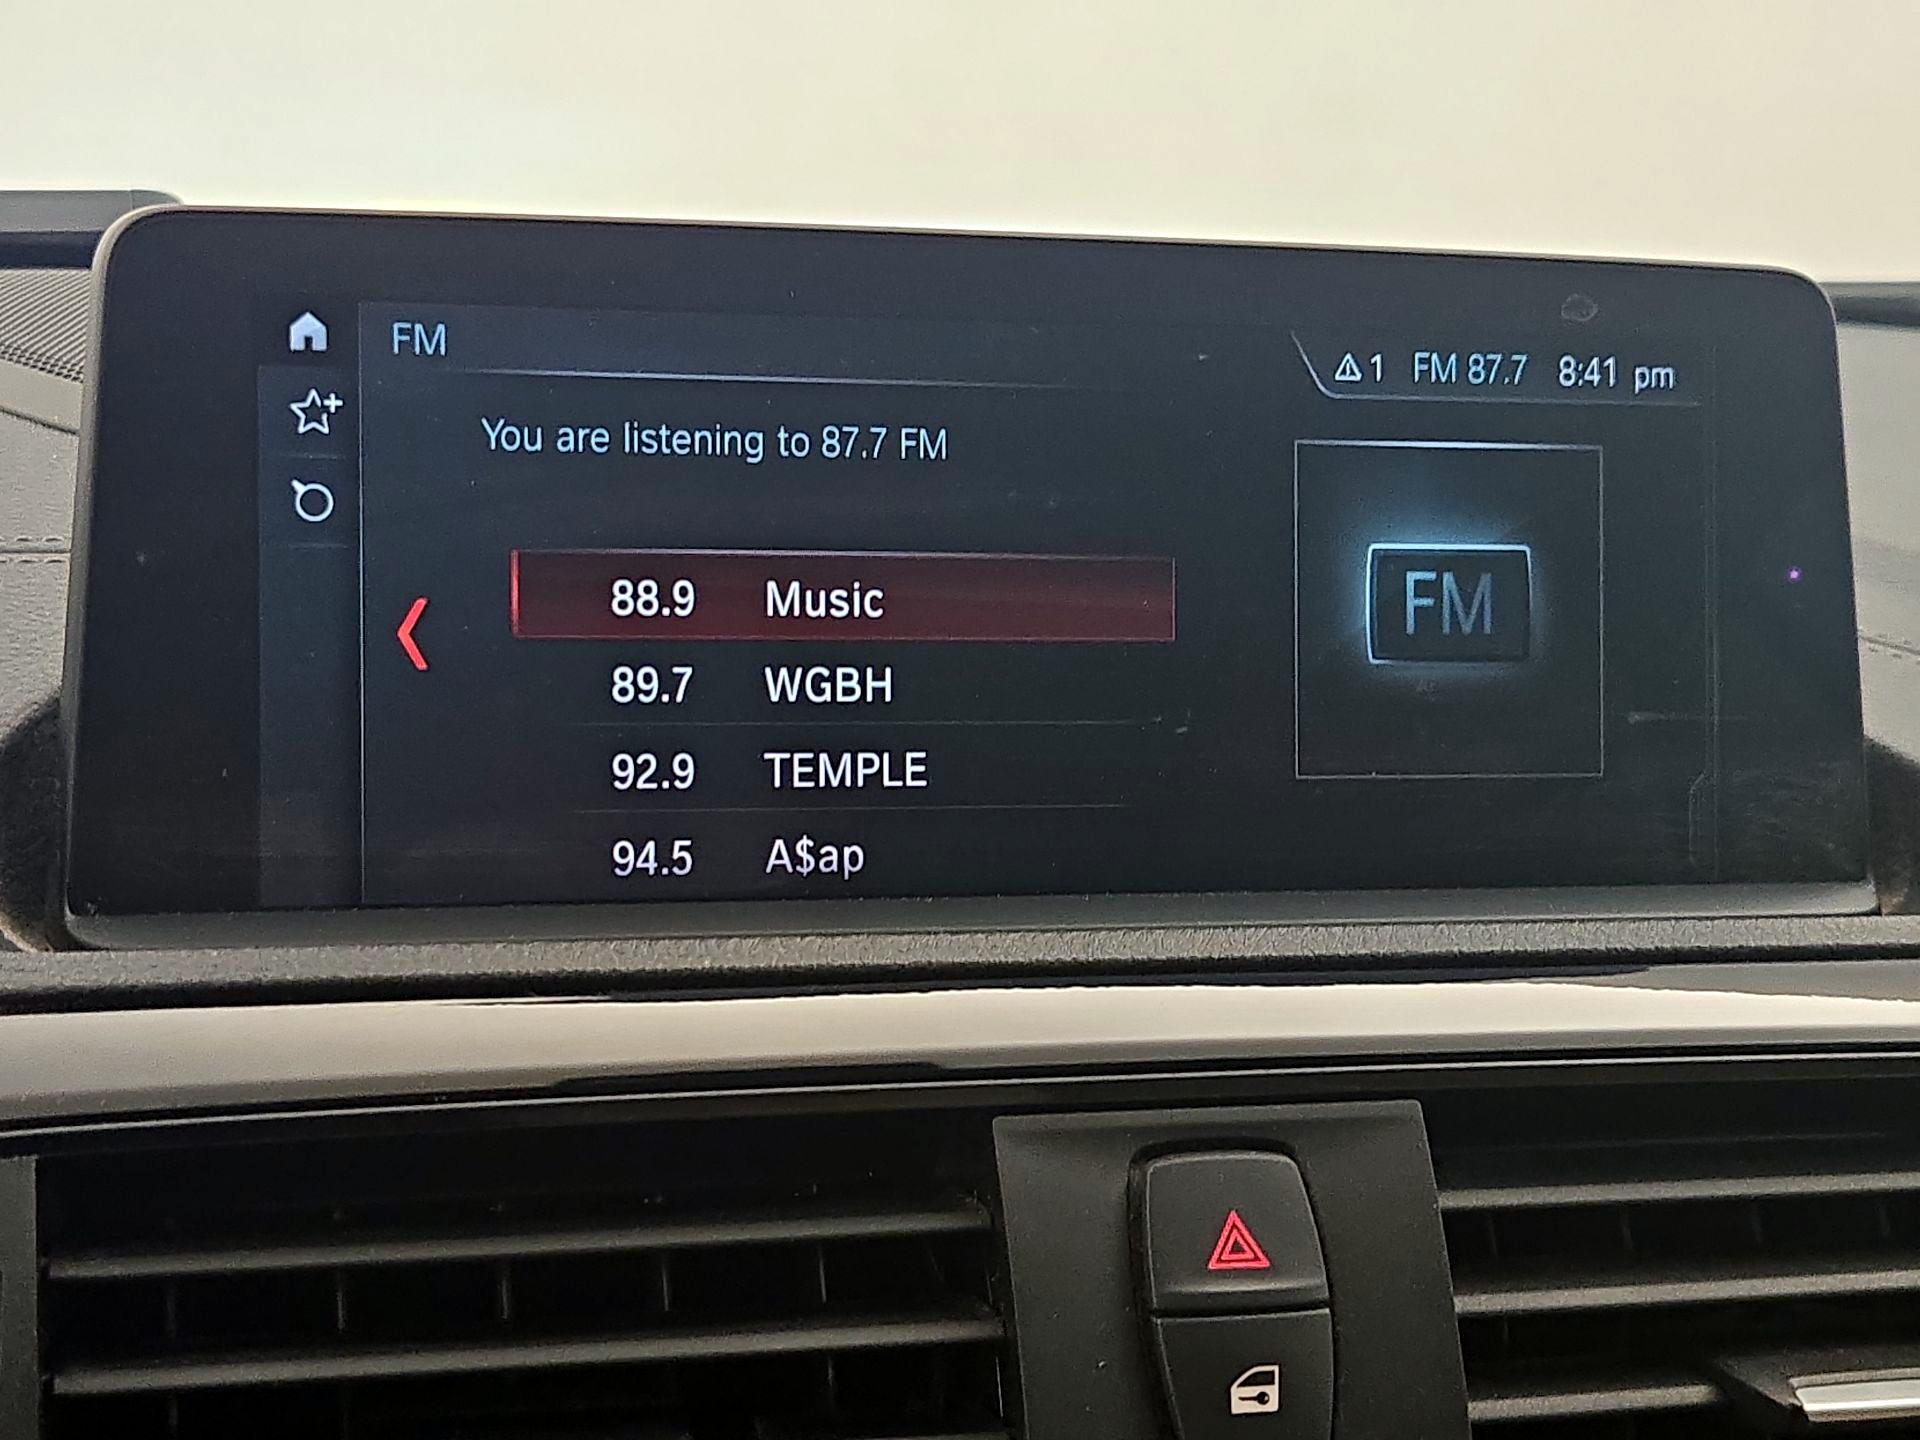 FM
1 FM 87.7 8:41 pm
You are listening to 87.7 FM
FM
88.9 Music
89.7 WGBH
92.9 TEMPLE
94.5 A$ap